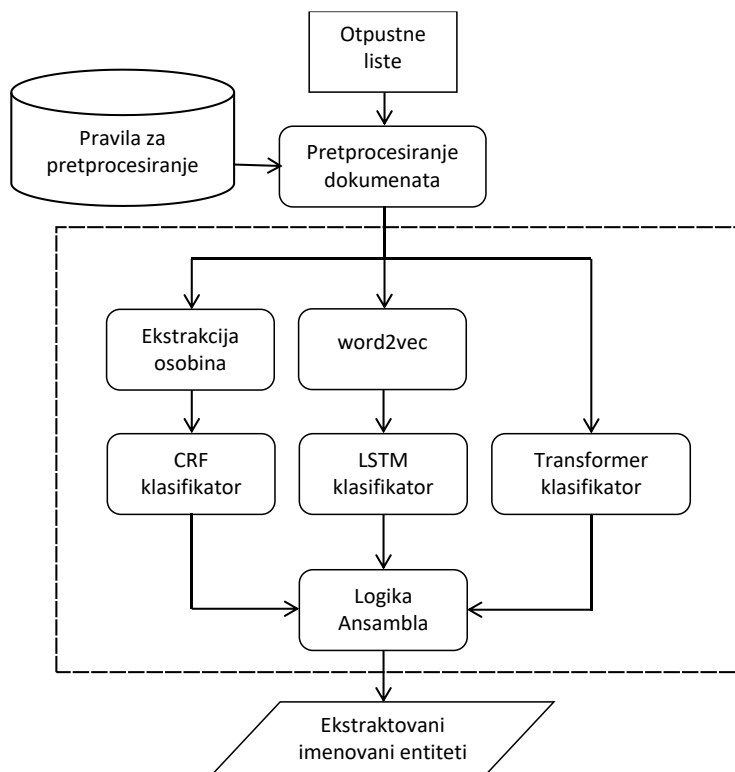 Otpustne
liste
Pravila za
pretprocesiranje
Pretprocesiranje
dokumenata
Ekstrakcija
osobina
word2vec
CRF
klasifikator
LSTM
klasifikator
Transformer
klasifikator
Logika
Ansambla
Ekstraktovani
imenovani entiteti